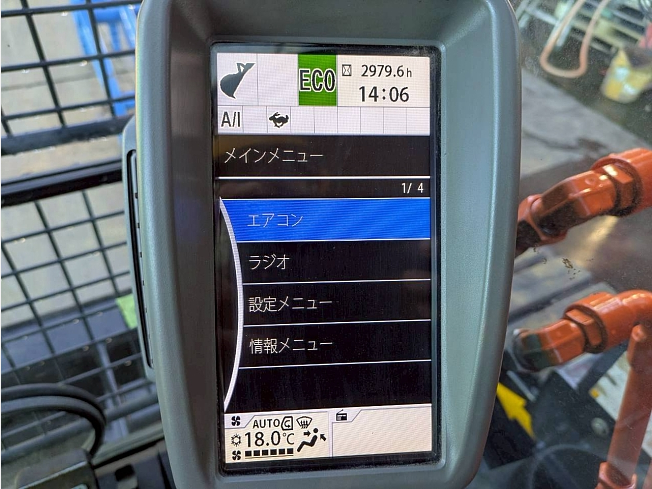 ECO
2979.6h
14:06
A/I
メインメニュー
1/4
エアコン
ラジオ
設定メニュー
情報メニュー
AUTO
18.0℃